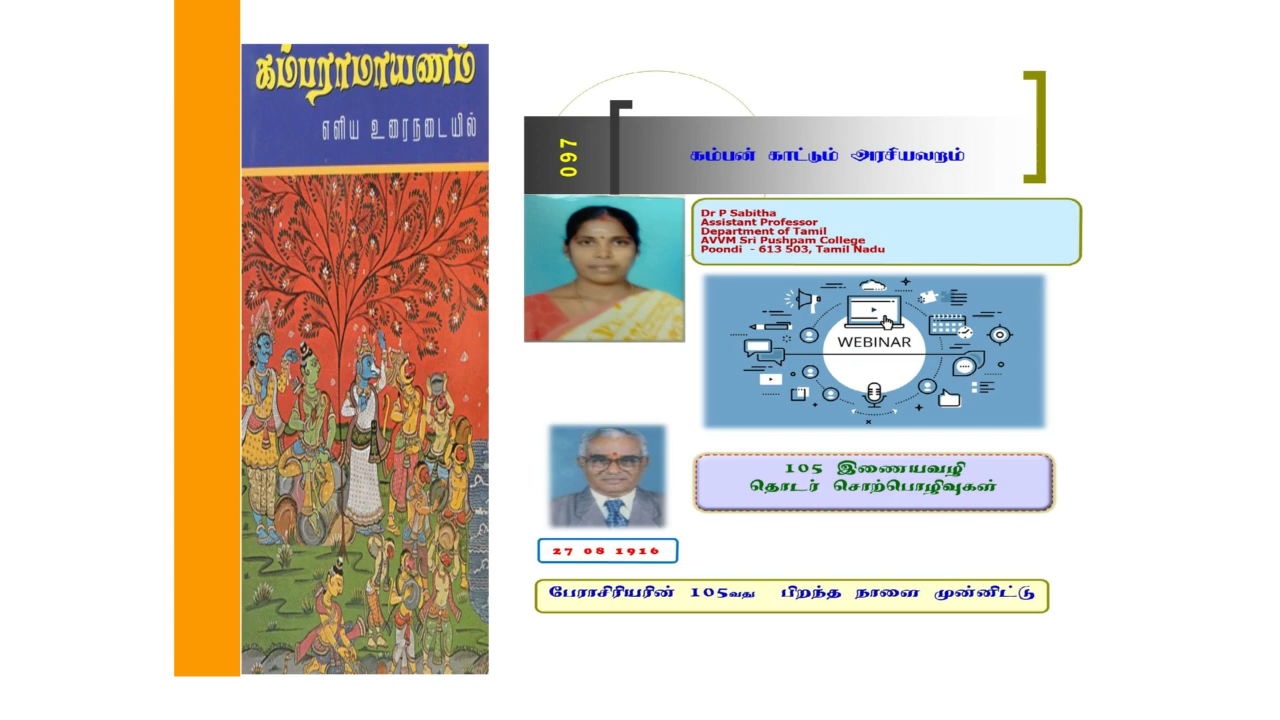 கம்பராமாயணம்
எளிய உரைநடையில்
097
கம்பன் காட்டும் அரசியலறம்
Dr P Sabitha
Assistant Professor
Department of Tamil
AVVM Sri Pushpam College
Poondi - 613 503, Tamil Nadu
WEBINAR
105 இணையவழி
தொடர் சொற்பொழிவுகள்
27 08 1916
பேராசிரியரின் 105வது பிறந்த நாளை முன்னிட்டு